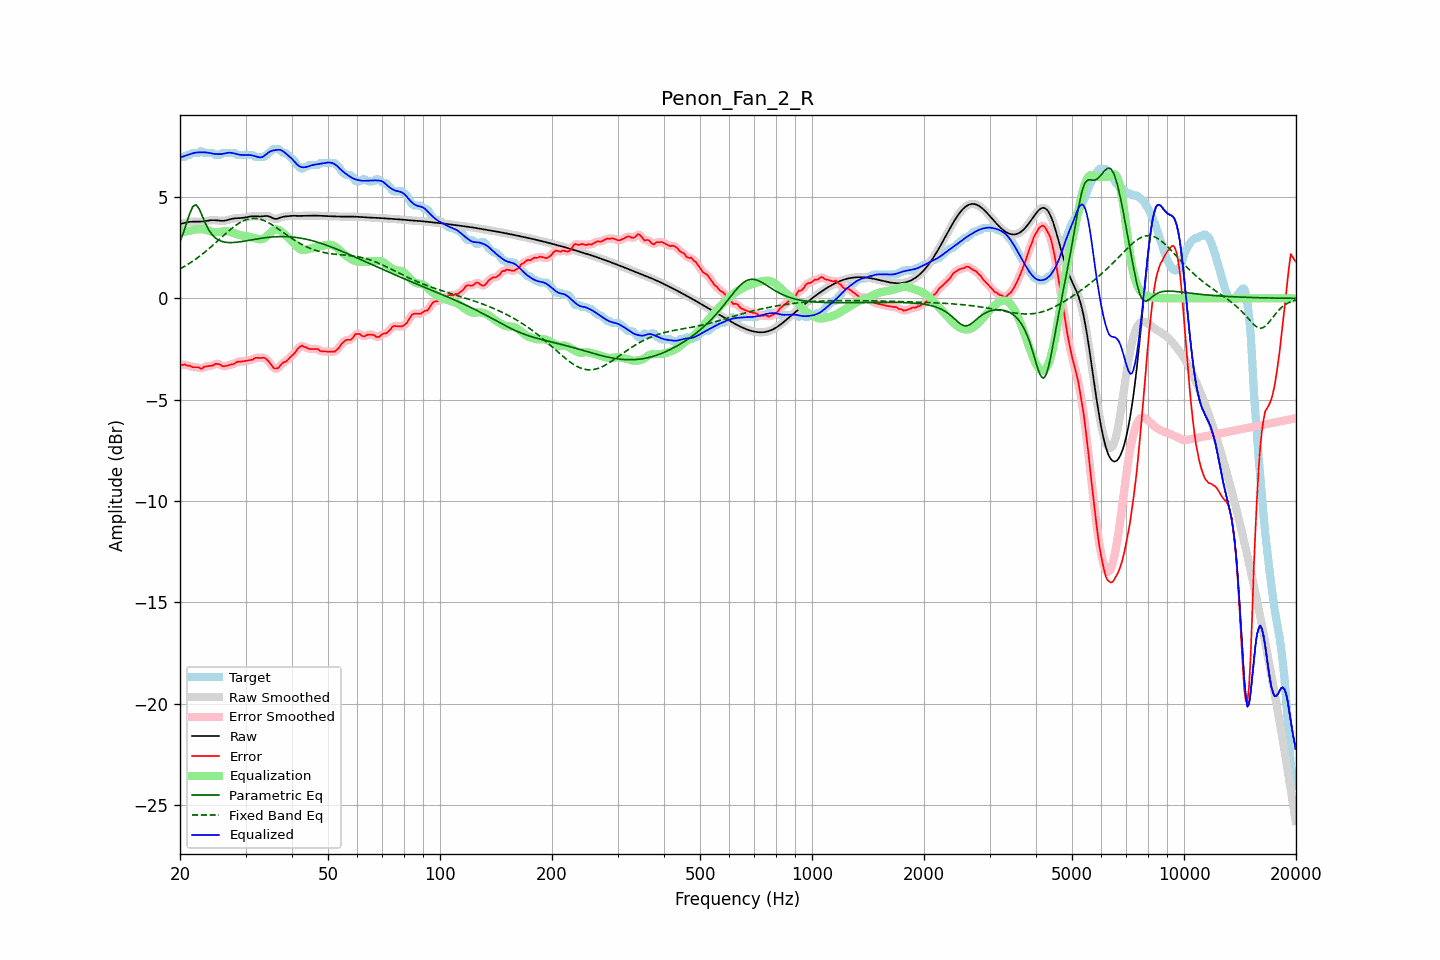 Penon_Fan_2_R
Amplitude (dBr)
5
0
−5
−10
−15
−20
−25
Target
Raw Smoothed
Error Smoothed
Raw
Error
Equalization
Parametric Eq
Fixed Band Eq
Equalized
20 50 100 200 500 1000 2000 5000 10000 20000
Frequency (Hz)